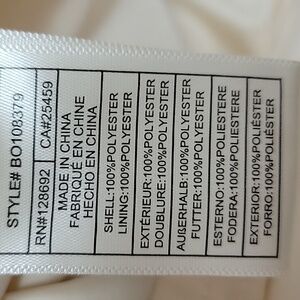 STYLE# BO108379
RN#128692
CA#25459
MADE IN CHINA
FABRIQUÉ EN CHINE
HECHO EN CHINA
SHELL:100%POLYESTER
LINING:100%POLYESTER
EXTÉRIEUR:100%POLYESTER
DOUBLURE:100%POLYESTER
AUẞERHALB:100%POLYESTER
FUTTER:100%POLYESTER
ESTERNO:100%POLIESTERE
FODERA:100%POLIESTERE
EXTERIOR:100%POLIÉSTER
FORRO:100%POLIÉSTER